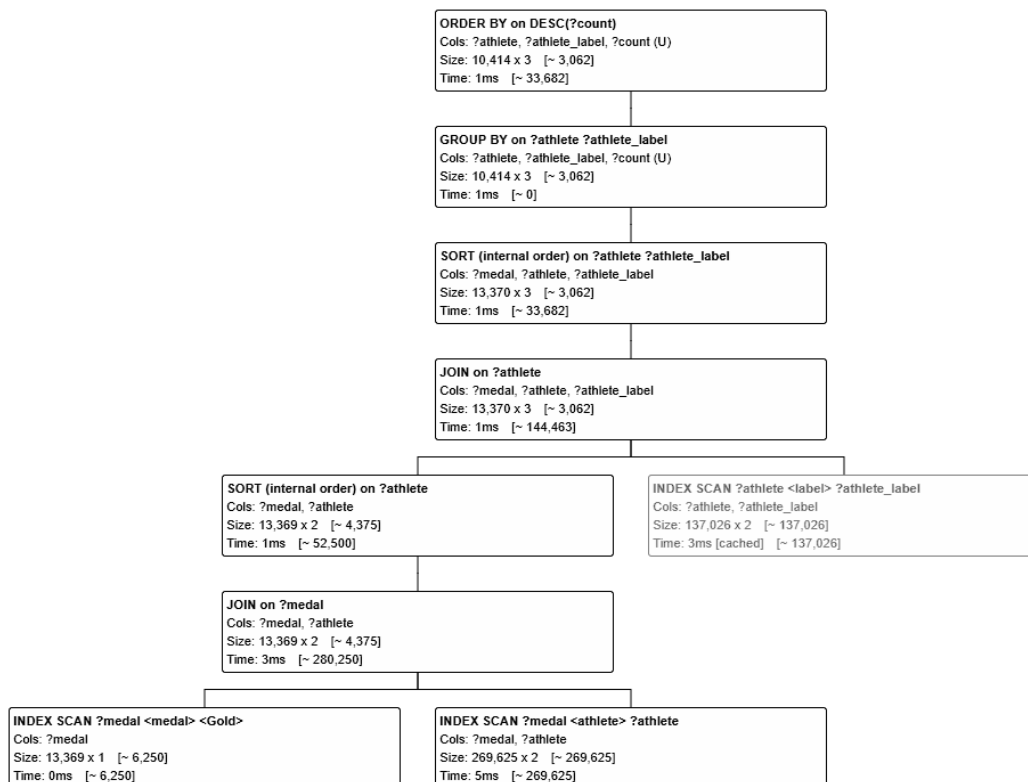 ORDER BY on DESC(?count)
Cols: ?athlete, ?athlete_label, ?count (U)
Size: 10,414 x 3 [~ 3,062]
Time: 1ms [~ 33,682]
GROUP BY on ?athlete ?athlete_label
Cols: ?athlete, ?athlete_label, ?count (U)
Size: 10,414 x 3 [~ 3,062]
Time: 1ms [~ 0]
SORT (internal order) on ?athlete ?athlete_label
Cols: ?medal, ?athlete, ?athlete_label
Size: 13,370 x 3 [~ 3,062]
Time: 1ms [~ 33,682]
JOIN on ?athlete
Cols: ?medal, ?athlete, ?athlete_label
Size: 13,370 x 3 [~ 3,062]
Time: 1ms [~ 144,463]
SORT (internal order) on ?athlete
Cols: ?medal, ?athlete
Size: 13,369 x 2 [~ 4,375]
Time: 1ms [~ 52,500]
INDEX SCAN ?athlete <label> ?athlete_label
Cols: ?athlete, ?athlete_label
Size: 137,026 x 2 [~ 137,026]
Time: 3ms [cached] [~ 137,026]
JOIN on ?medal
Cols: ?medal, ?athlete
Size: 13,369 x 2 [~ 4,375]
Time: 3ms [~ 280,250]
INDEX SCAN ?medal <medal> <Gold>
Cols: ?medal
Size: 13,369 x 1 [~ 6,250]
Time: 0ms [~ 6,250]
INDEX SCAN ?medal <athlete> ?athlete
Cols: ?medal, ?athlete
Size: 269,625 x 2 [~ 269,625]
Time: 5ms [~ 269,625]